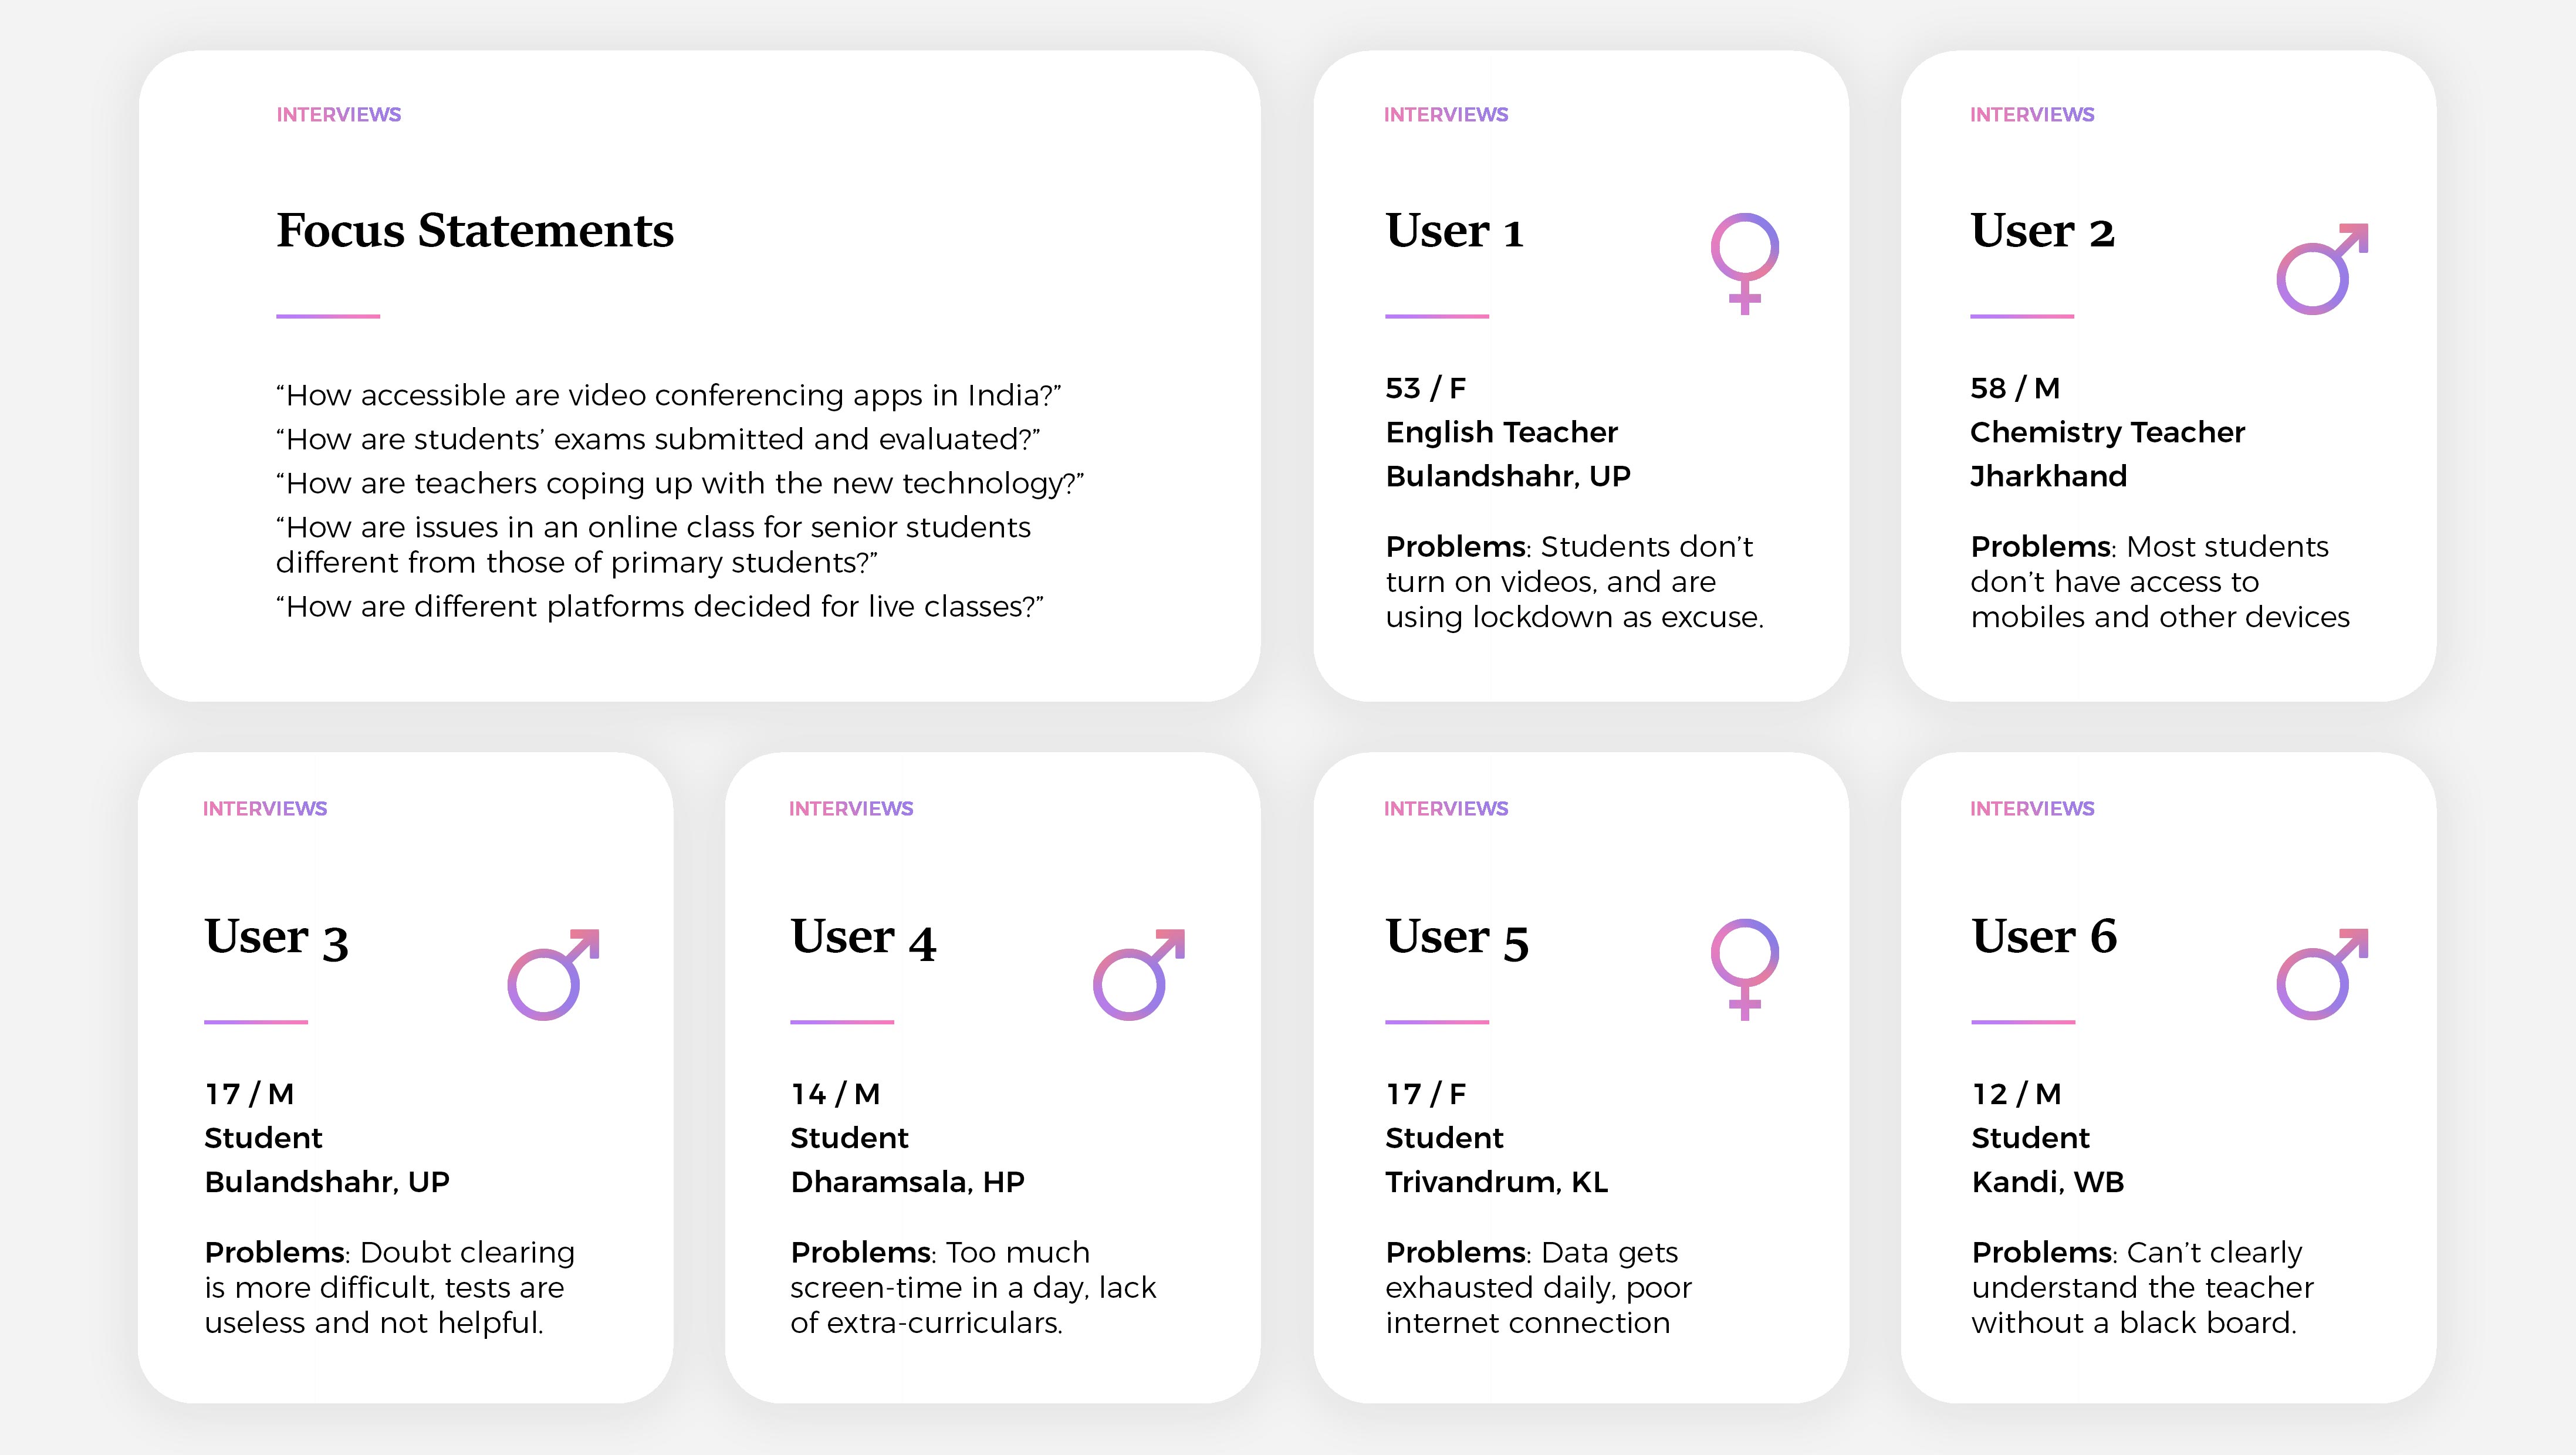 INTERVIEWS
Focus Statements
“How accessible are video conferencing apps in India?”
“How are students’ exams submitted and evaluated?”
“How are teachers coping up with the new technology?”
“How are issues in an online class for senior students
different from those of primary students?”
“How are different platforms decided for live classes?”
INTERVIEWS
User 1
53 / F
English Teacher
Bulandshahr, UP
Problems: Students don’t
turn on videos, and are
using lockdown as excuse.
INTERVIEWS
User 2
58 / M
Chemistry Teacher
Jharkhand
Problems: Most students
don’t have access to
mobiles and other devices
INTERVIEWS
User 3
17 / M
Student
Bulandshahr, UP
Problems: Doubt clearing
is more difficult, tests are
useless and not helpful.
INTERVIEWS
User 4
14 / M
Student
Dharamsala, HP
Problems: Too much
screen-time in a day, lack
of extra-curriculars.
INTERVIEWS
User 5
17 / F
Student
Trivandrum, KL
Problems: Data gets
exhausted daily, poor
internet connection
INTERVIEWS
User 6
12 / M
Student
Kandi, WB
Problems: Can’t clearly
understand the teacher
without a black board.